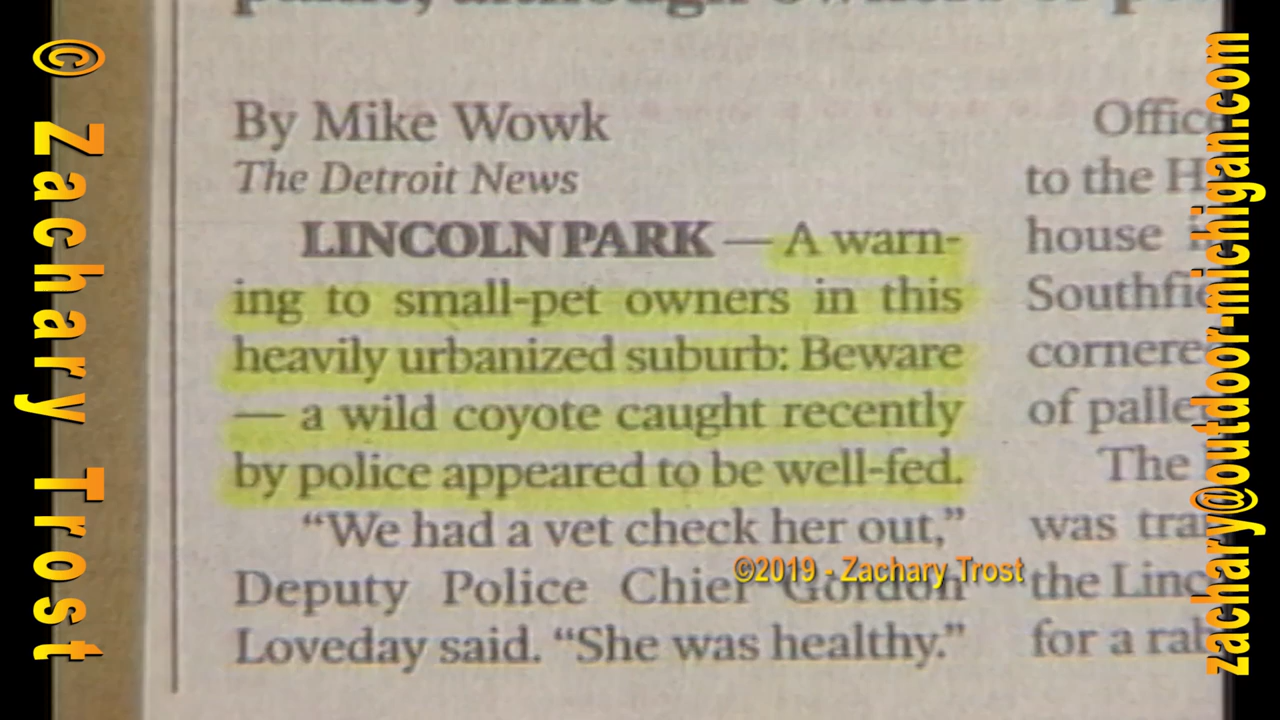 By Mike Wowk
The Detroit News
LINCOLN PARK — A warn-
ing to small-pet owners in this
heavily urbanized suburb: Beware
— a wild coyote caught recently
by police appeared to be well-fed.
“We had a vet check her out,”
Deputy Police Chief Gordon
Loveday said. “She was healthy.”
to the
house
of
The
was
the
for a
© Zachary Trost
©2019 - Zachary Trost
zachary@outdoor-michigan.com